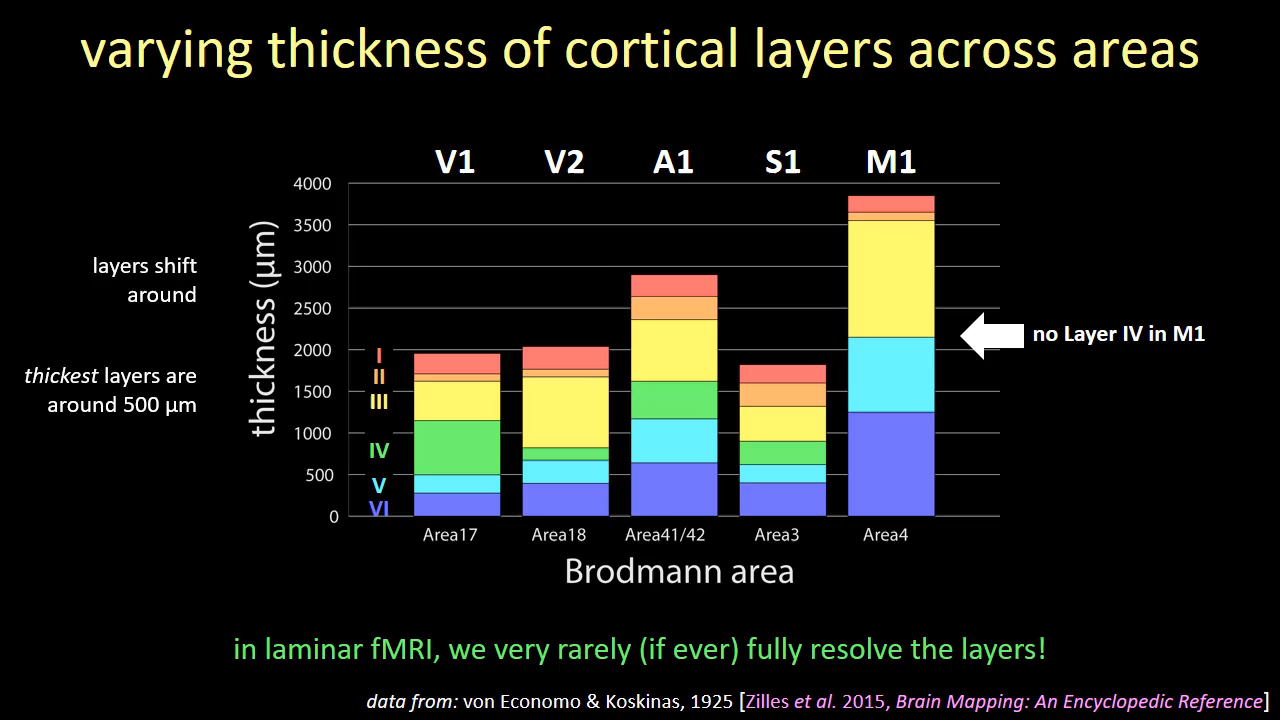 varying thickness of cortical layers across areas
V1 V2 A1 S1 M1
4000
3500
3000
2500
2000
1500
1000
500
0
thickness (µm)
layers shift
around
thickest layers are
around 500 µm
I
II
III
IV
V
VI
no Layer IV in M1
Area17 Area18 Area41/42 Area3 Area4
Brodmann area
in laminar fMRI, we very rarely (if ever) fully resolve the layers!
data from: von Economo & Koskinas, 1925 [Zilles et al. 2015, Brain Mapping: An Encyclopedic Reference]